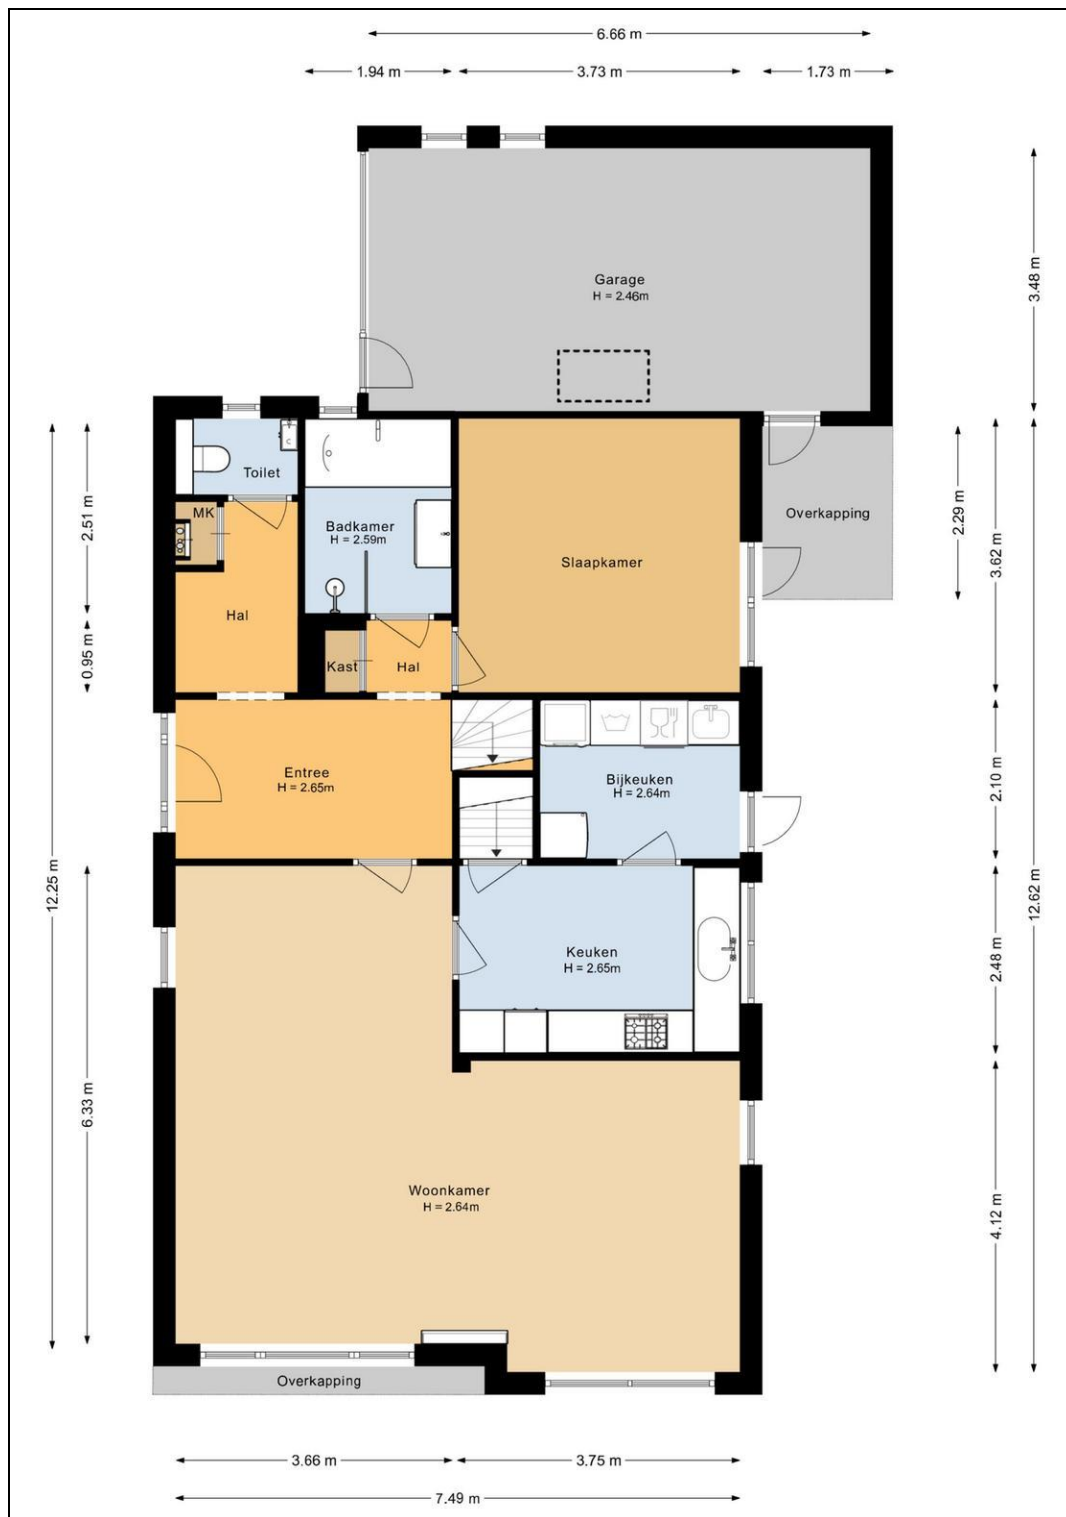 6.66 m
1.94 m
3.73 m
1.73 m
Garage
H = 2.46m
3.48 m
Toilet
MK
Badkamer
H = 2.59m
Overkapping
2.51 m
2.29 m
3.62 m
Slaapkamer
Hal
0.95 m
Kast
Hal
Entree
H = 2.65m
Bijkeuken
H = 2.64m
2.10 m
12.25 m
12.62 m
Keuken
H = 2.65m
2.48 m
6.33 m
Woonkamer
H = 2.64m
4.12 m
Overkapping
3.66 m
3.75 m
7.49 m